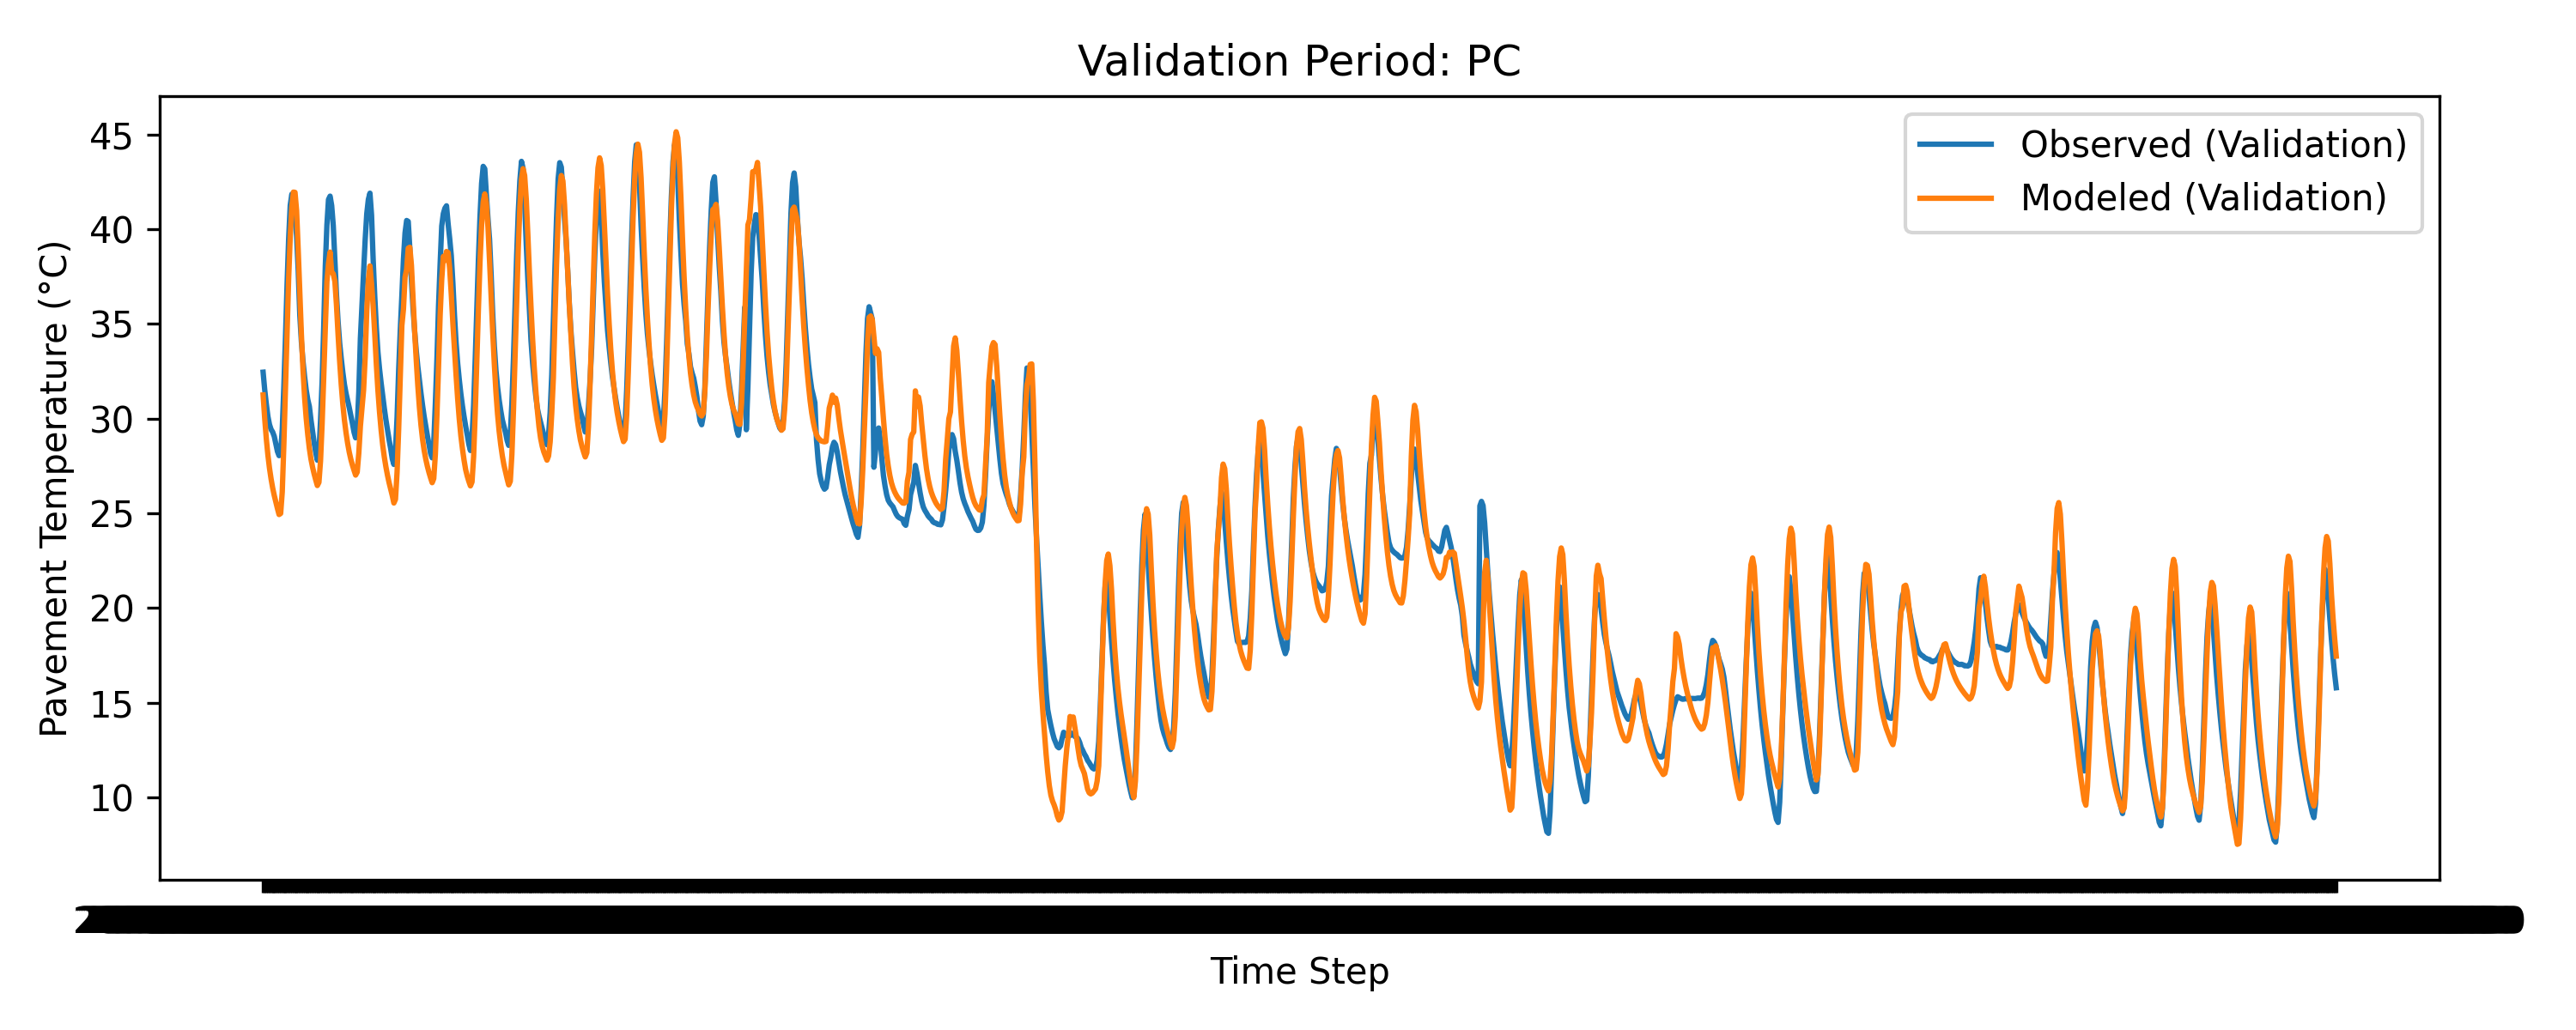 Validation Period: PC
Observed (Validation)
Modeled (Validation)
Pavement Temperature (°C)
45
40
35
30
25
20
15
10
Time Step